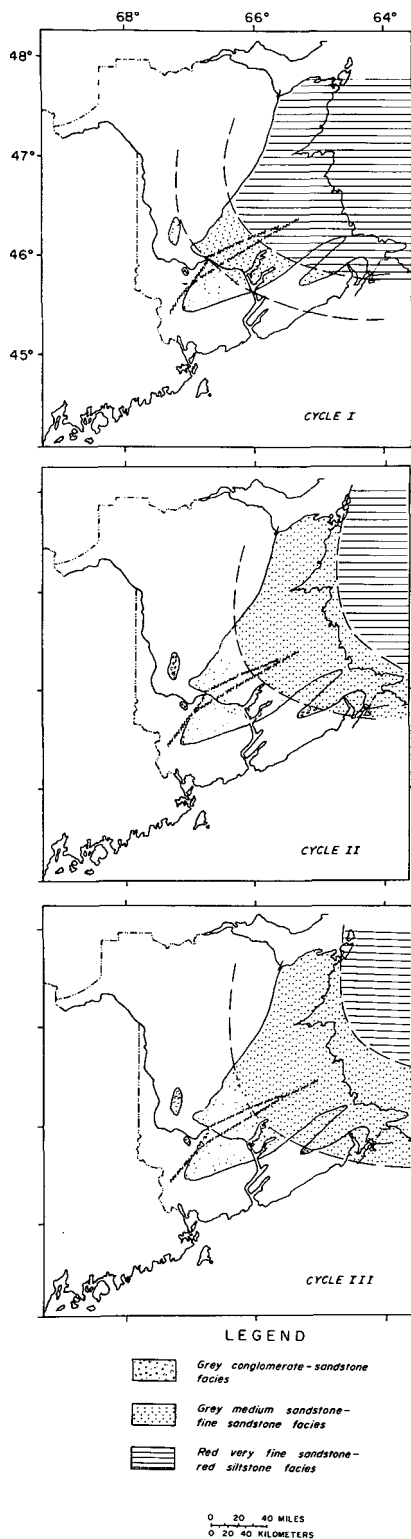 68° 66° 64°
48°
47°
46°
45°
CYCLE I
CYCLE II
CYCLE III
LEGEND
Grey conglomerate-sandstone
facies
Grey medium sandstone-
fine sandstone facies
Red very fine sandstone-
red siltstone facies
0 20 40 MILES
0 20 40 KILOMETERS